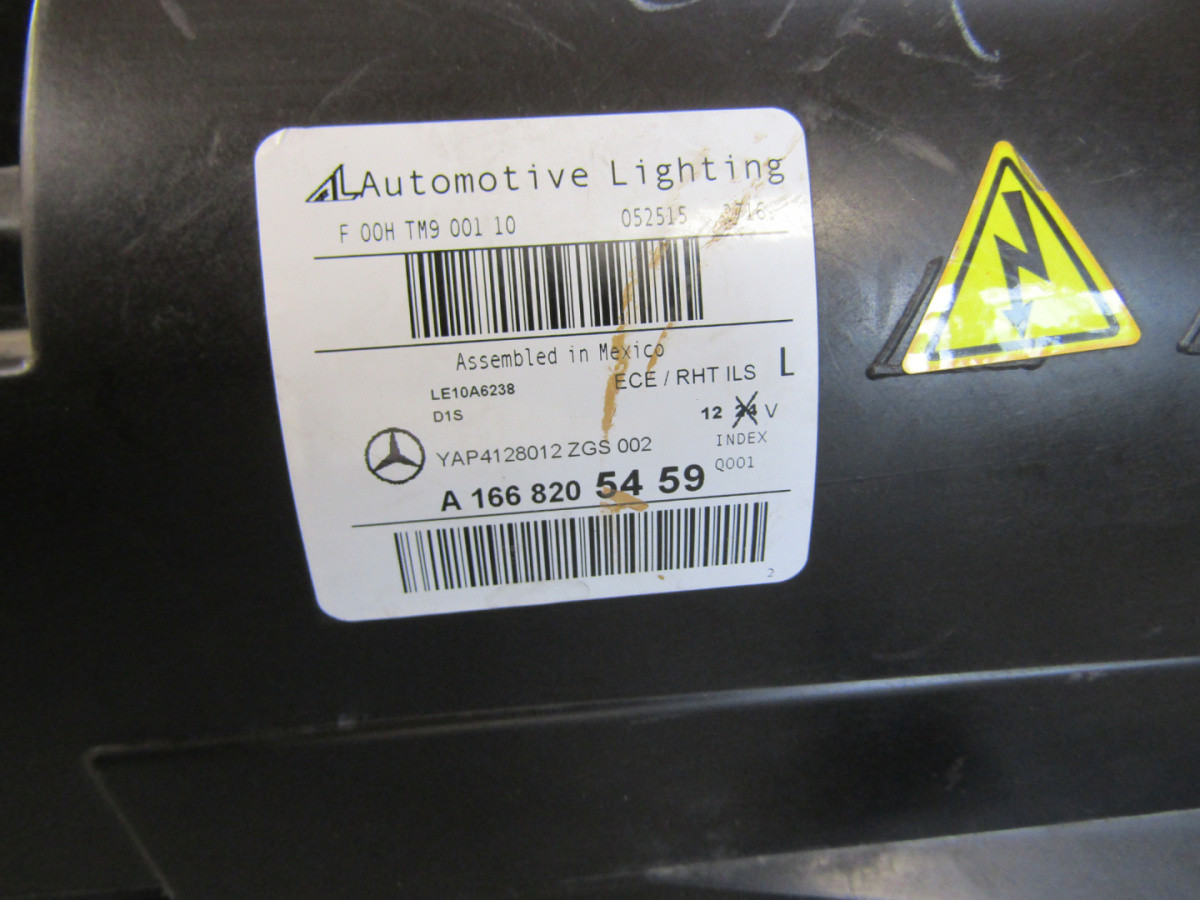 AL Automotive Lighting
F 00H TM9 001 10 052515
Assembled in Mexico
LE10A6238 ECE / RHT ILS L
D1S 12 24 V
INDEX
YAP4128012 ZGS 002
Q001
A 166 820 54 59
2